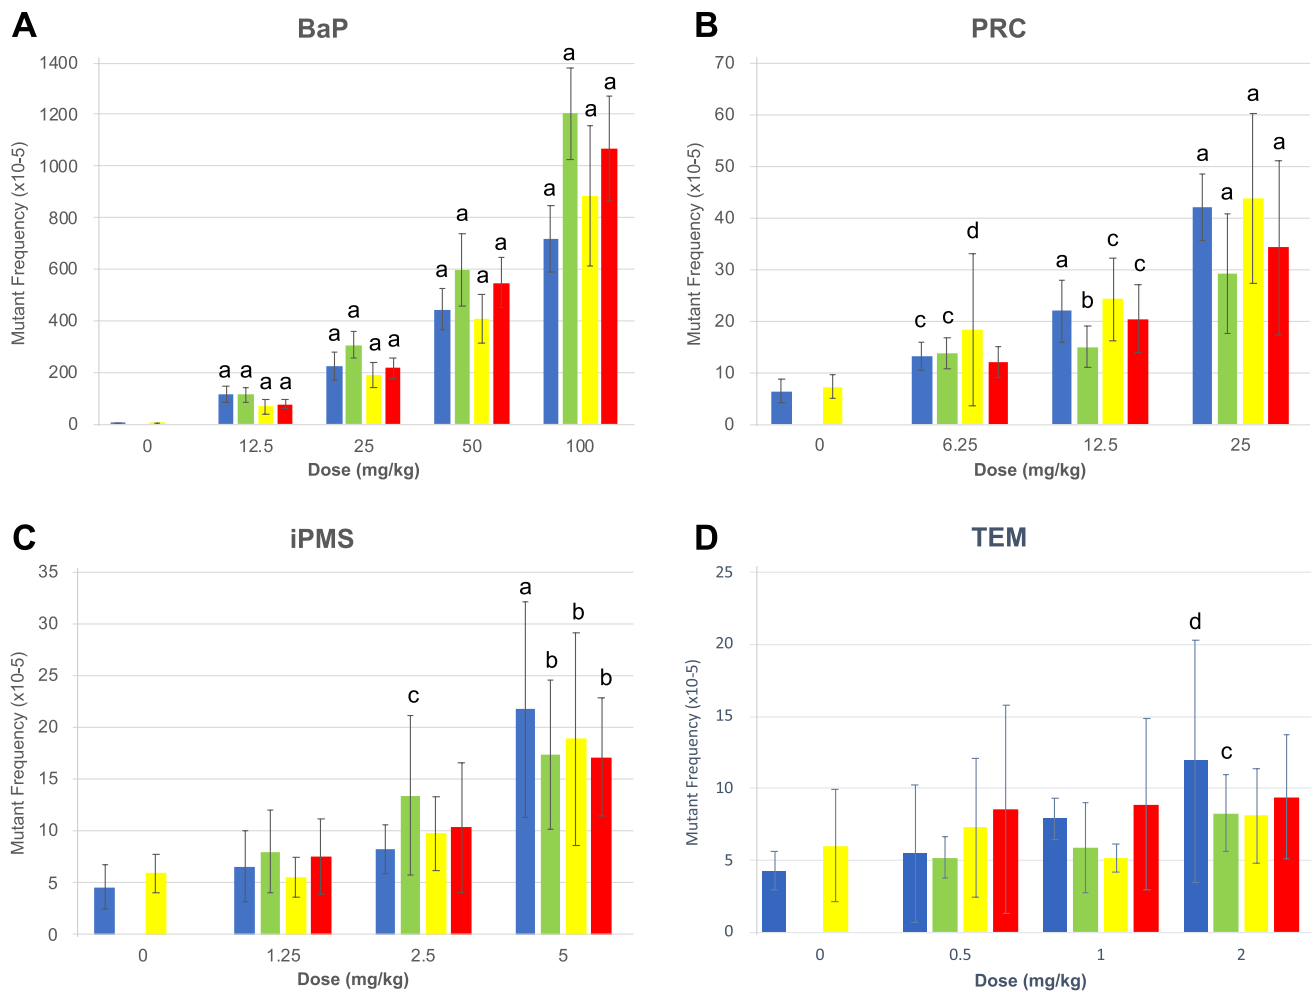 A
BaP
Mutant Frequency (x10-5)
1400
1200
1000
800
600
400
200
0
a a a a
a a a a
a a a a
a a a a
0 12.5 25 50 100
Dose (mg/kg)
B
PRC
Mutant Frequency (x10-5)
70
60
50
40
30
20
10
0
c c d
a b c c
a a a a
0 6.25 12.5 25
Dose (mg/kg)
C
iPMS
Mutant Frequency (x10-5)
35
30
25
20
15
10
5
0
c
a b b b
0 1.25 2.5 5
Dose (mg/kg)
D
TEM
Mutant Frequency (x10-5)
25
20
15
10
5
0
d c
0 0.5 1 2
Dose (mg/kg)